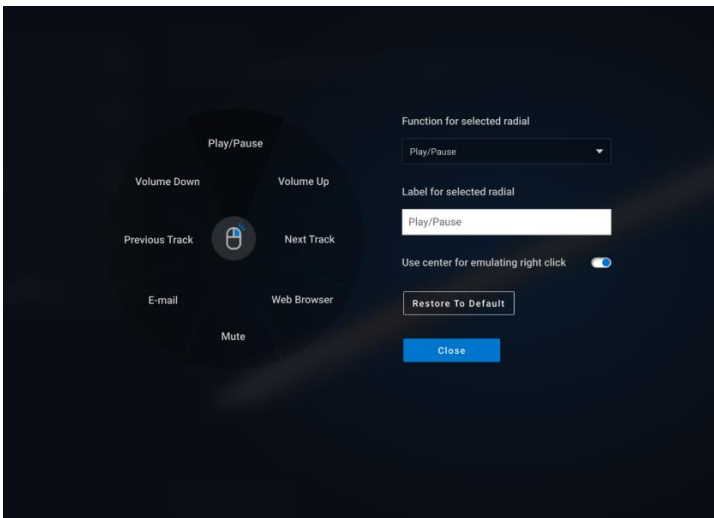 Play/Pause
Volume Down
Volume Up
Previous Track
Next Track
E-mail
Web Browser
Mute
Function for selected radial
Play/Pause
Label for selected radial
Play/Pause
Use center for emulating right click
Restore To Default
Close